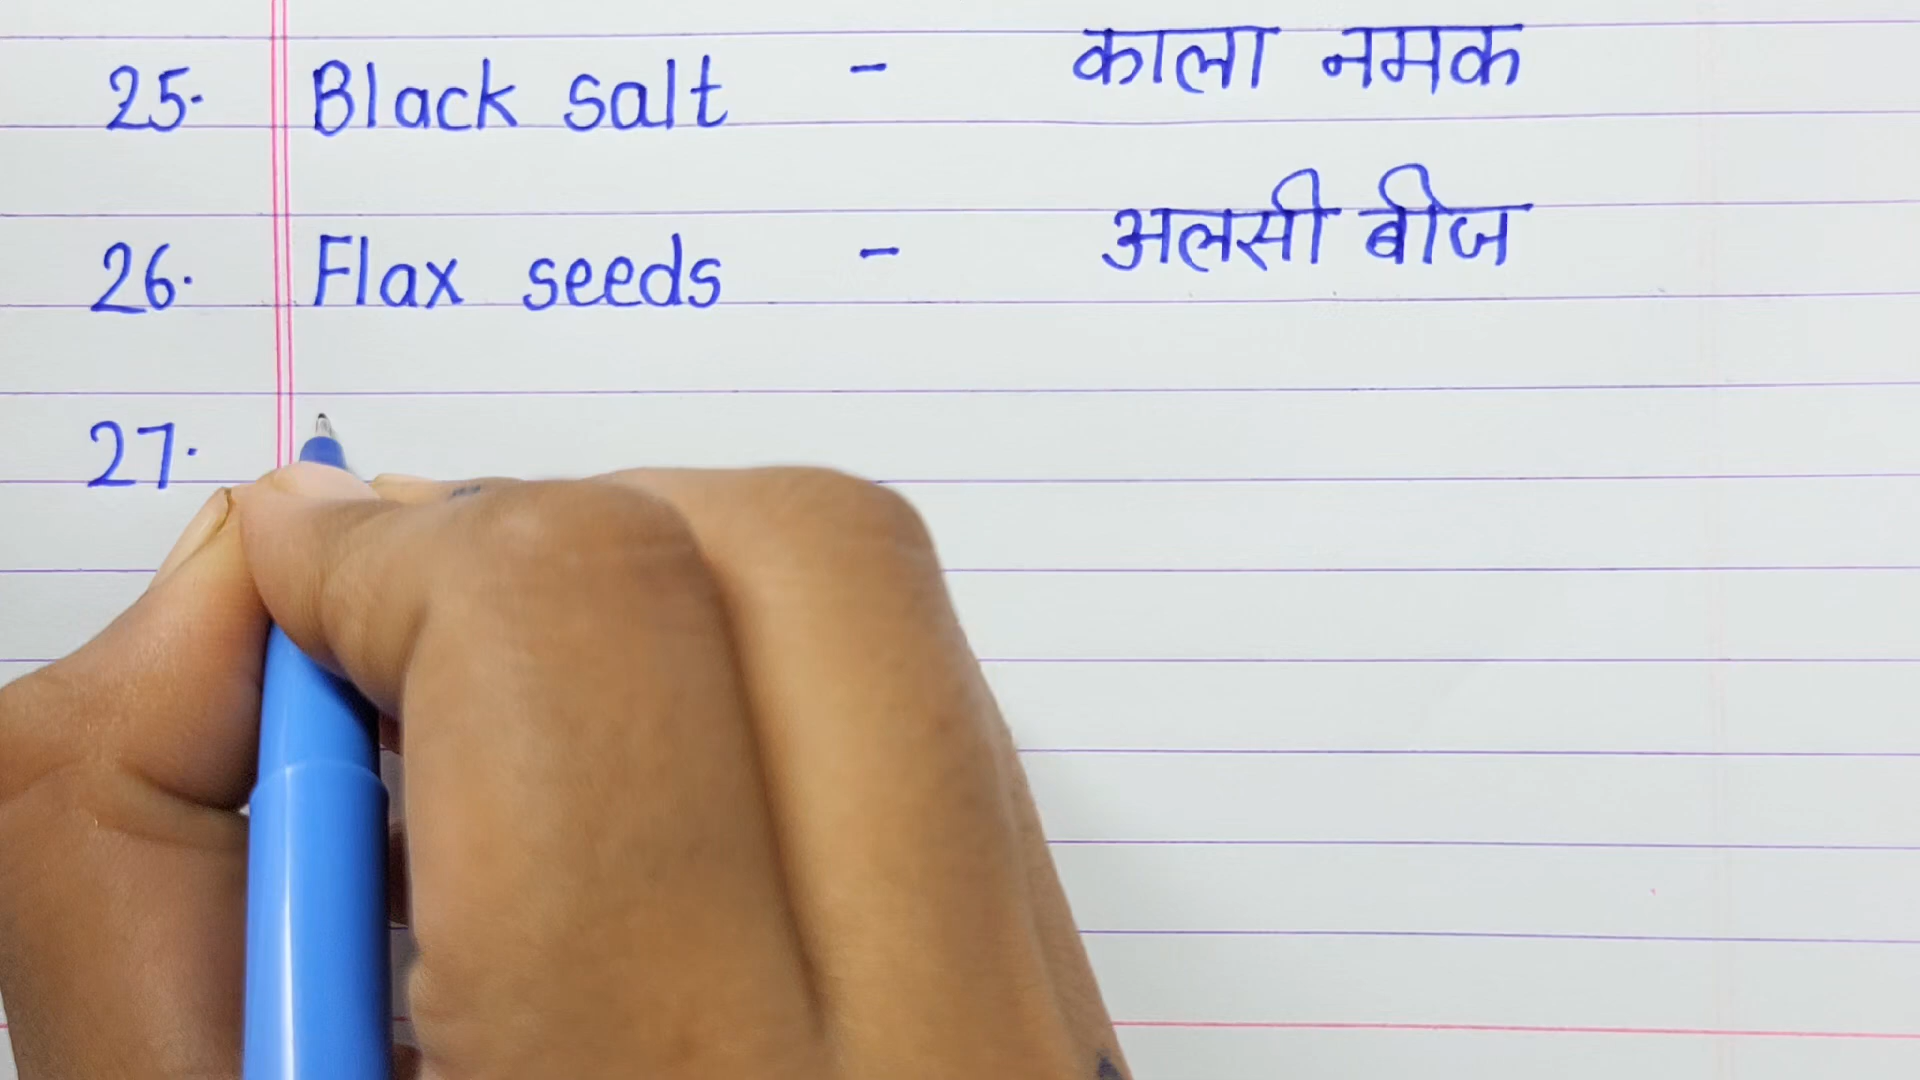 25. Black salt - काला नमक
26. Flax seeds - अलसी बीज
27.